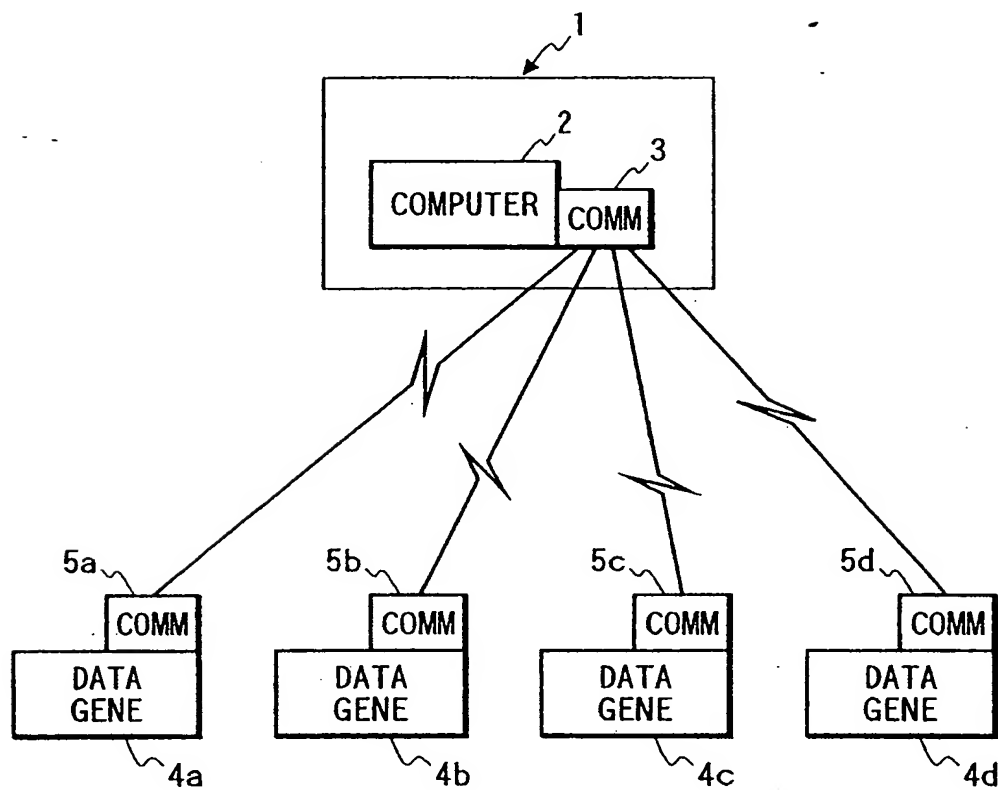 1
2
3
COMPUTER
COMM
5a
5b
5c
5d
COMM
COMM
COMM
COMM
DATA
GENE
DATA
GENE
DATA
GENE
DATA
GENE
4a
4b
4c
4d